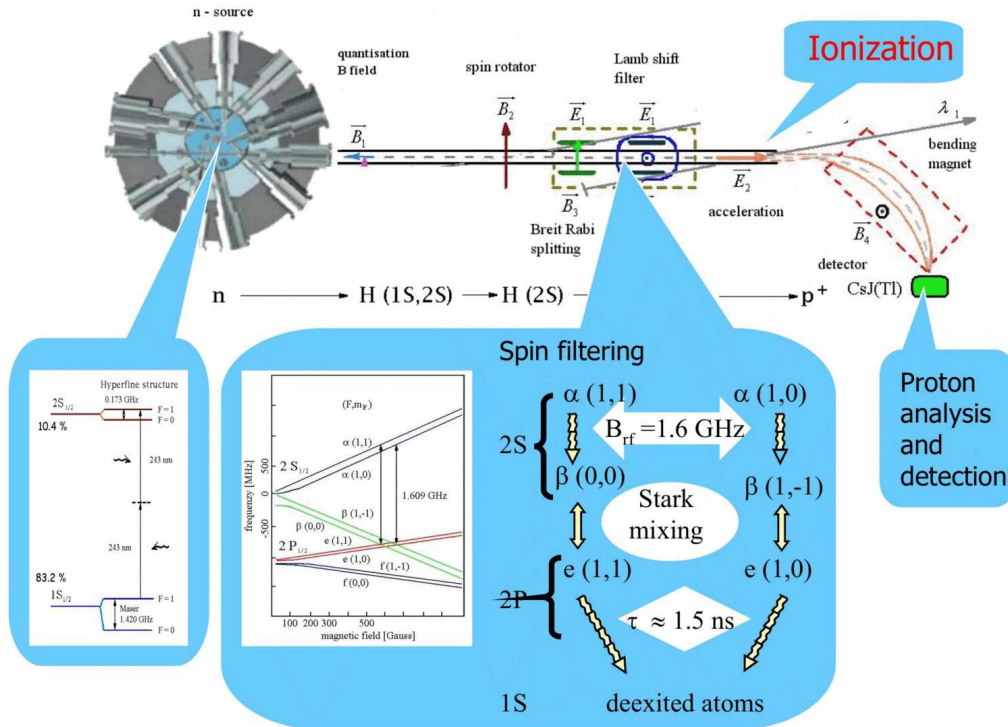 n - source
quantisation
B field
spin rotator
Lamb shift
filter
Ionization
B₁
B₂
E₁
E₁
λ₁
bending
magnet
B₃
E₂
Breit Rabi
splitting
acceleration
B₄
detector
CsJ(Tl)
n
H (1S,2S)
H (2S)
p⁺
Hyperfine structure
0.173 GHz
2S₁/₂
F=1
F=0
10.4 %
243 nm
243 nm
83.2 %
1S₁/₂
F=1
Maser
1.420 GHz
F=0
(F,m_F)
α (1,1)
2 S₁/₂
α (1,0)
500
0
-500
frequenzy [MHz]
1.609 GHz
β (1,-1)
β (0,0)
e (1,1)
2 P₁/₂
e (1,0)
f (1,-1)
f (0,0)
100 200 300
500
magnetic field [Gauss]
Spin filtering
α (1,1)
α (1,0)
B_rf =1.6 GHz
2S
β (0,0)
β (1,-1)
Stark
mixing
e (1,1)
e (1,0)
2P
τ ≈ 1.5 ns
1S
deexited atoms
Proton
analysis
and
detection